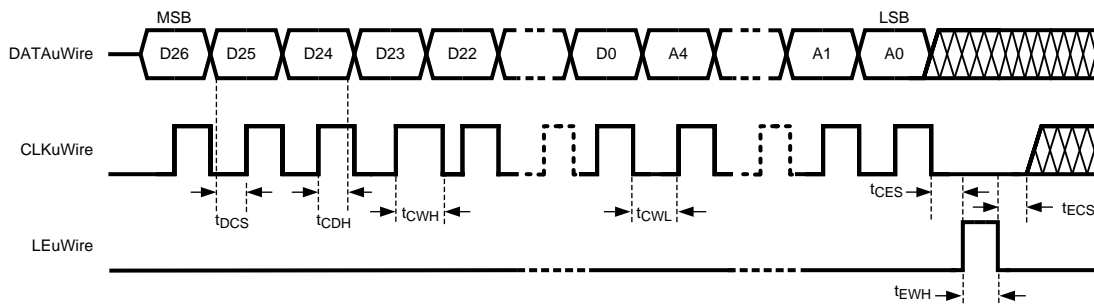 MSB
LSB
DATAuWire
D26
D25
D24
D23
D22
D0
A4
A1
A0
CLKuWire
tDCS
tCDH
tCWH
tCWL
tCES
tECS
LEuWire
tEWH